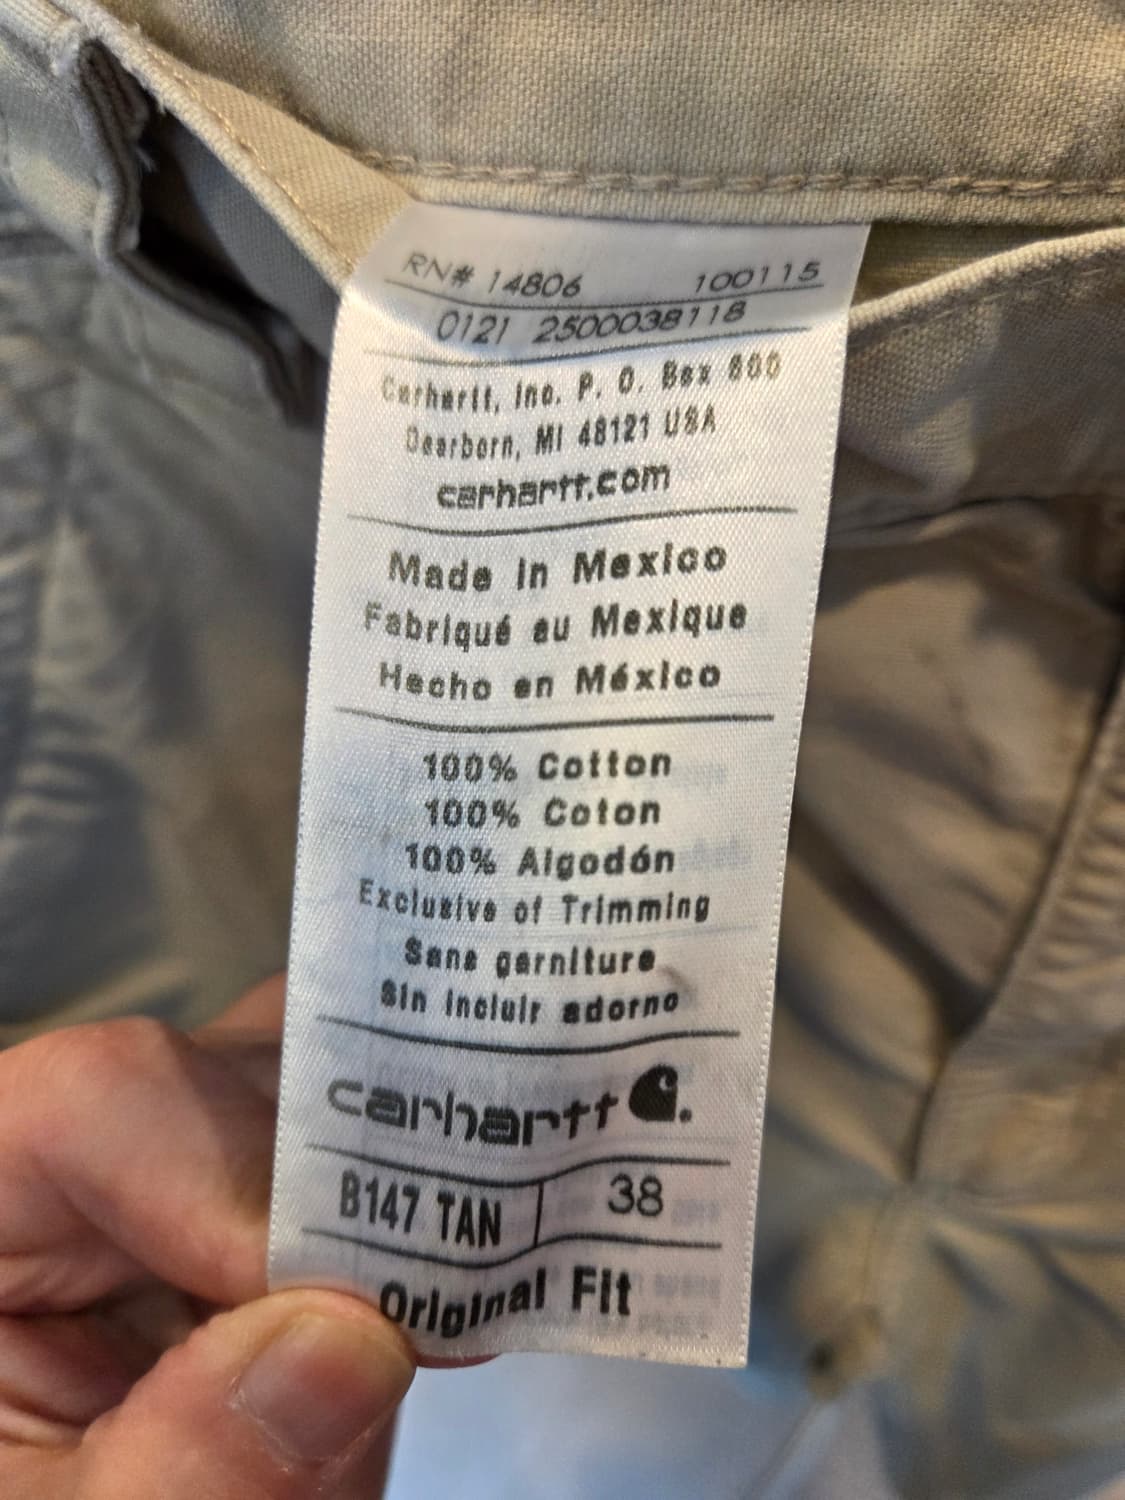 RN# 14806 100115
0121 2500038118
Carhartt, Inc. P. O. Box 600
Dearborn, MI 48121 USA
carhartt.com
Made in Mexico
Fabriqué au Mexique
Hecho en México
100% Cotton
100% Coton
100% Algodón
Exclusive of Trimming
Sans garniture
Sin incluir adorno
carhartt
B147 TAN 38
Original Fit